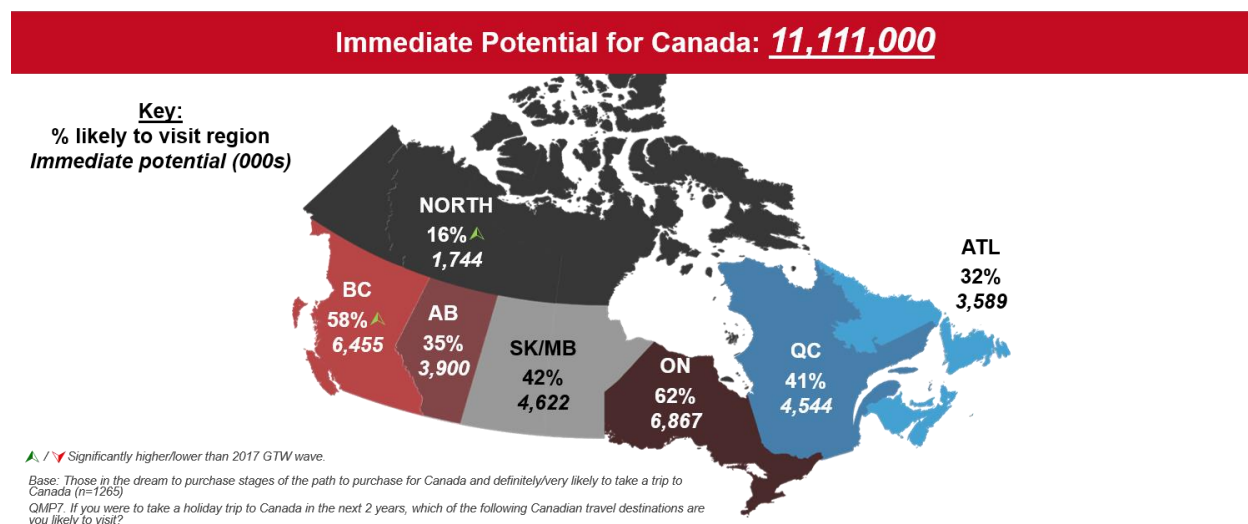 Immediate Potential for Canada: 11,111,000
Key:
% likely to visit region
Immediate potential (000s)
NORTH
16%
1,744
BC
58%
6,455
AB
35%
3,900
SK/MB
42%
4,622
ON
62%
6,867
QC
41%
4,544
ATL
32%
3,589
/ Significantly higher/lower than 2017 GTW wave.
Base: Those in the dream to purchase stages of the path to purchase for Canada and definitely/very likely to take a trip to
Canada (n=1265)
QMP7. If you were to take a holiday trip to Canada in the next 2 years, which of the following Canadian travel destinations are
you likely to visit?